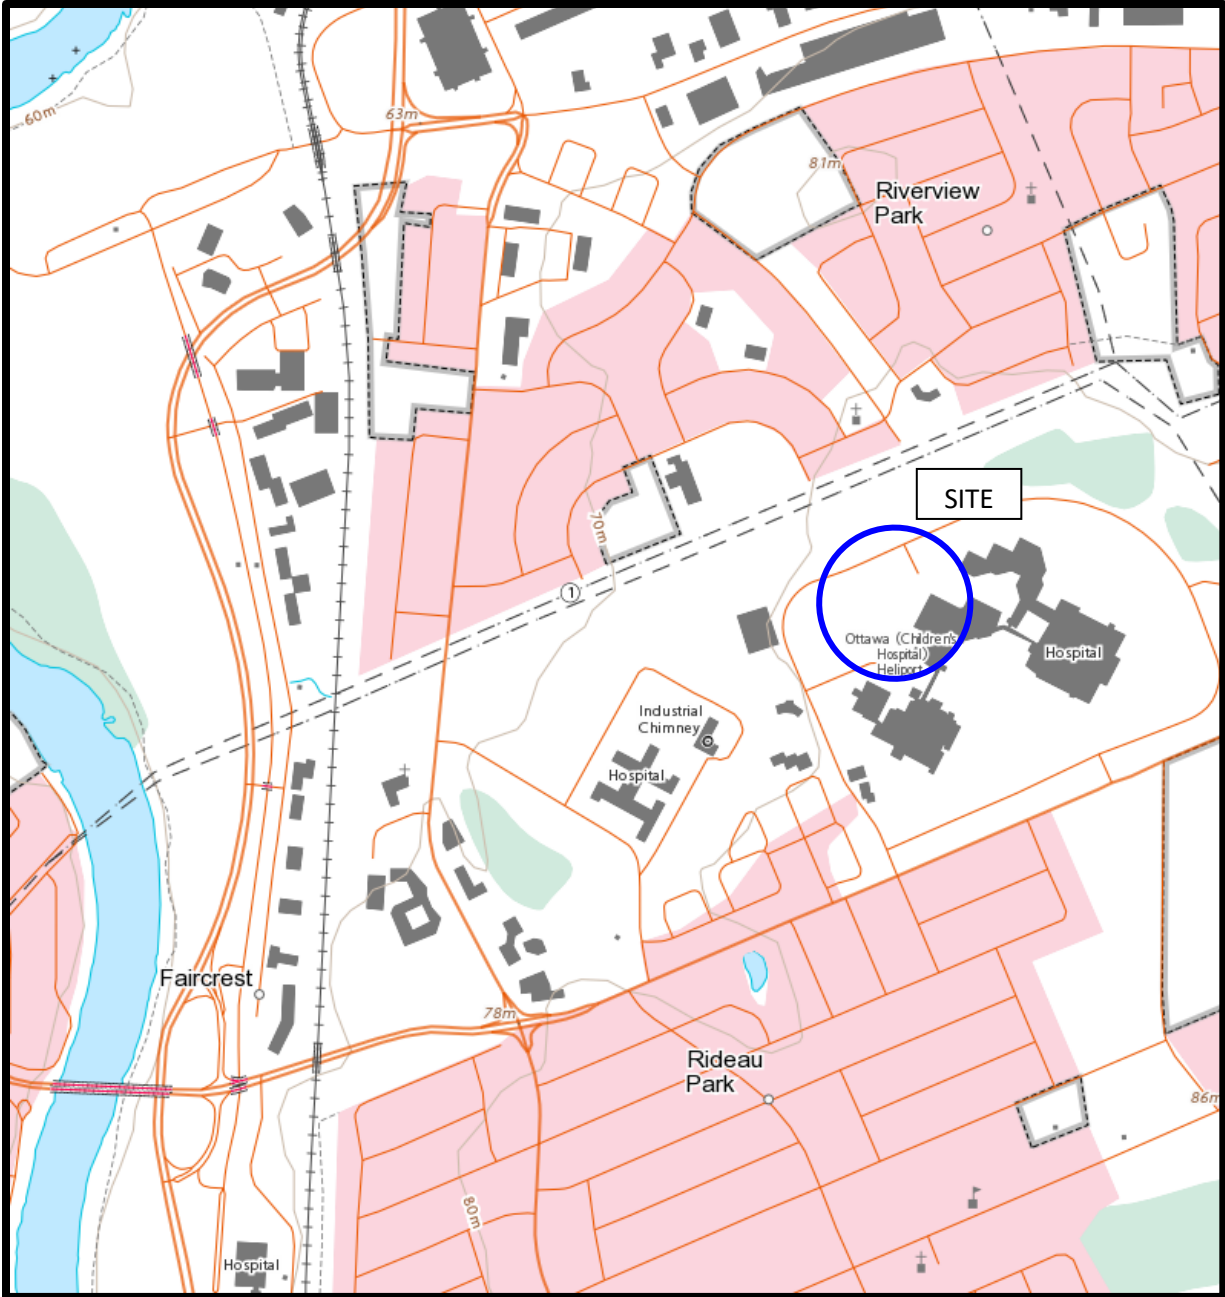 60m
63m
81m
Riverview
Park
SITE
70m
1
Ottawa (Children's
Hospital)
Heliport
Hospital
Industrial
Chimney
Hospital
Faircrest
78m
Rideau
Park
86m
80m
Hospital